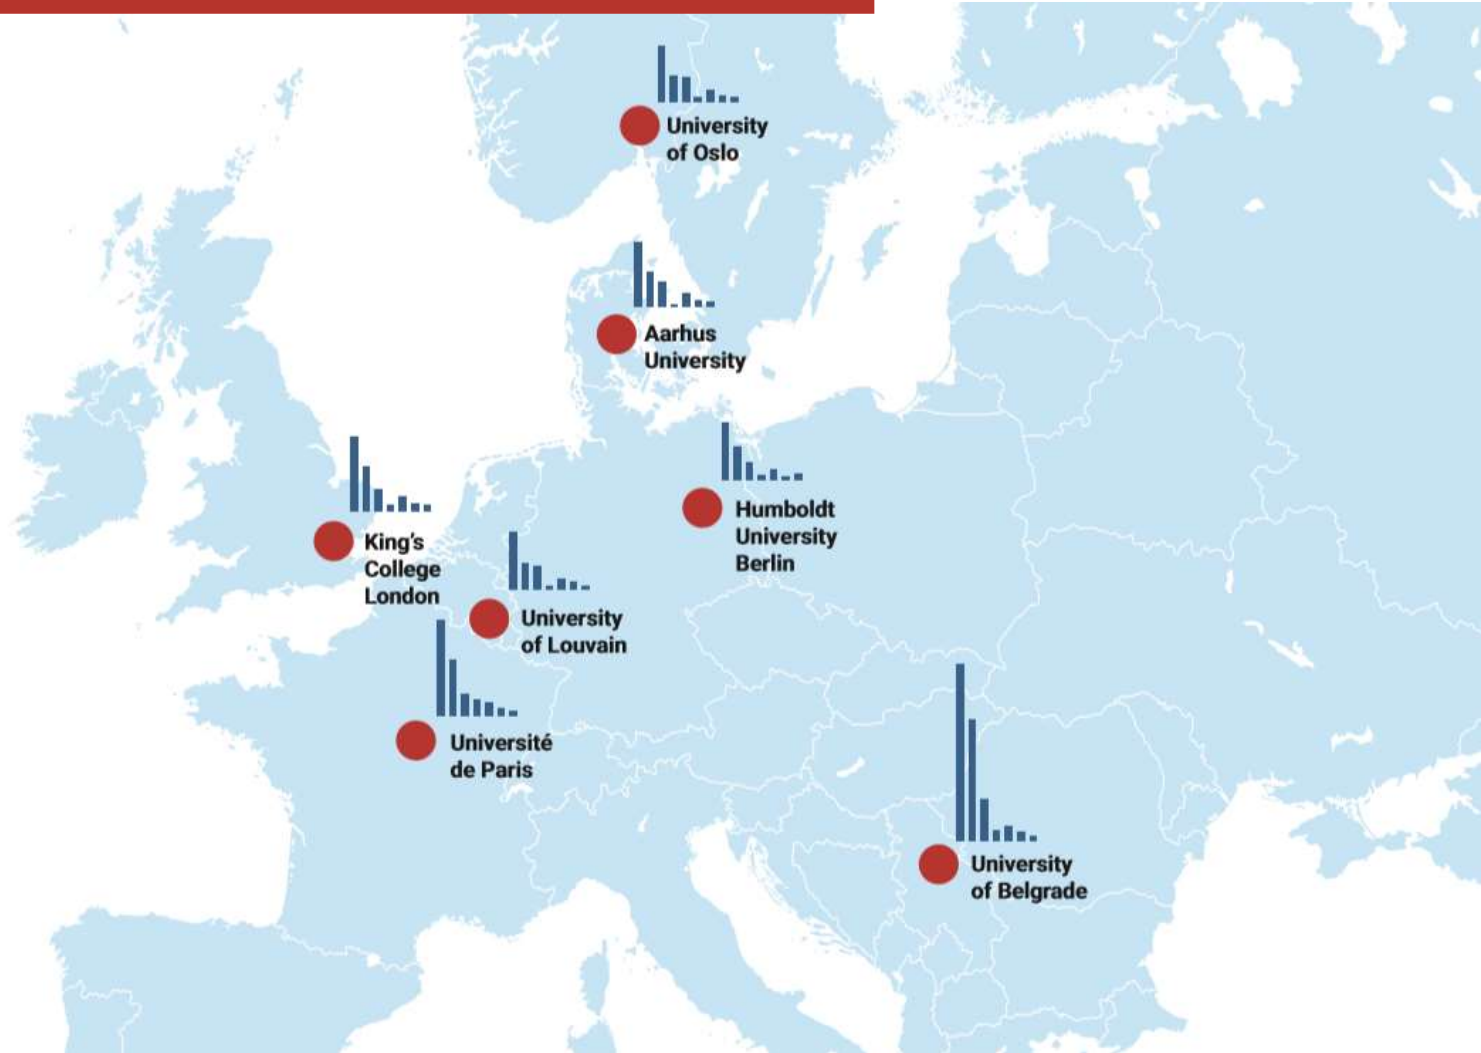 University
of Oslo
Aarhus
University
King's
College
London
Humboldt
University
Berlin
University
of Louvain
Université
de Paris
University
of Belgrade